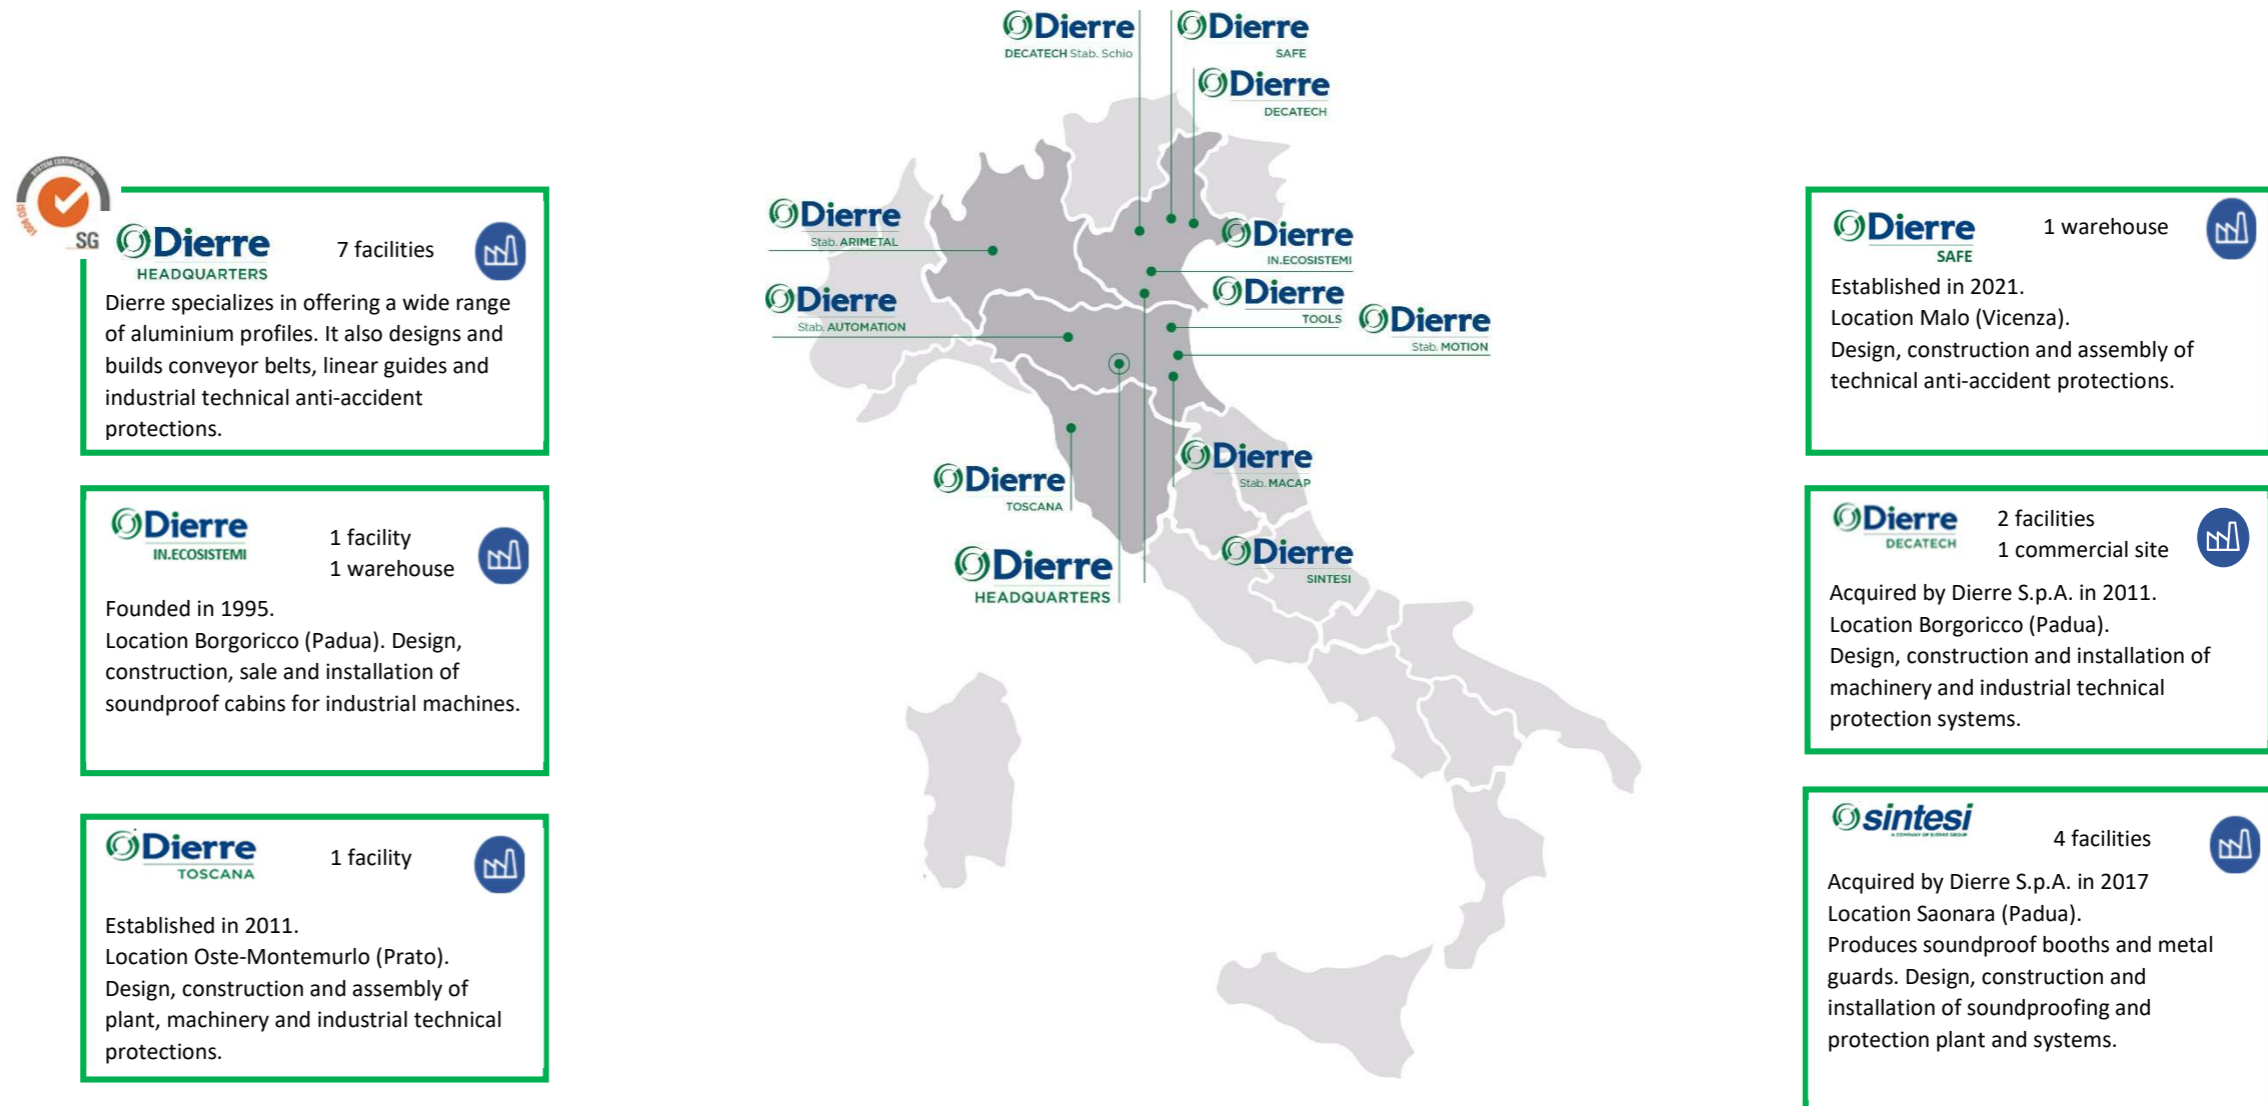 SYSTEM CERTIFICATION
ISO 9001
SG
Dierre
HEADQUARTERS
7 facilities
Dierre specializes in offering a wide range
of aluminium profiles. It also designs and
builds conveyor belts, linear guides and
industrial technical anti-accident
protections.
Dierre
IN.ECOSISTEMI
1 facility
1 warehouse
Founded in 1995.
Location Borgoricco (Padua). Design,
construction, sale and installation of
soundproof cabins for industrial machines.
Dierre
TOSCANA
1 facility
Established in 2011.
Location Oste-Montemurlo (Prato).
Design, construction and assembly of
plant, machinery and industrial technical
protections.
Dierre
DECATECH Stab. Schio
Dierre
SAFE
Dierre
DECATECH
Dierre
Stab. ARIMETAL
Dierre
IN.ECOSISTEMI
Dierre
Stab. AUTOMATION
Dierre
TOOLS
Dierre
Stab. MOTION
Dierre
Stab. MACAP
Dierre
TOSCANA
Dierre
SINTESI
Dierre
HEADQUARTERS
Dierre
SAFE
1 warehouse
Established in 2021.
Location Malo (Vicenza).
Design, construction and assembly of
technical anti-accident protections.
Dierre
DECATECH
2 facilities
1 commercial site
Acquired by Dierre S.p.A. in 2011.
Location Borgoricco (Padua).
Design, construction and installation of
machinery and industrial technical
protection systems.
sintesi
A COMPANY OF DIERRE GROUP
4 facilities
Acquired by Dierre S.p.A. in 2017
Location Saonara (Padua).
Produces soundproof booths and metal
guards. Design, construction and
installation of soundproofing and
protection plant and systems.